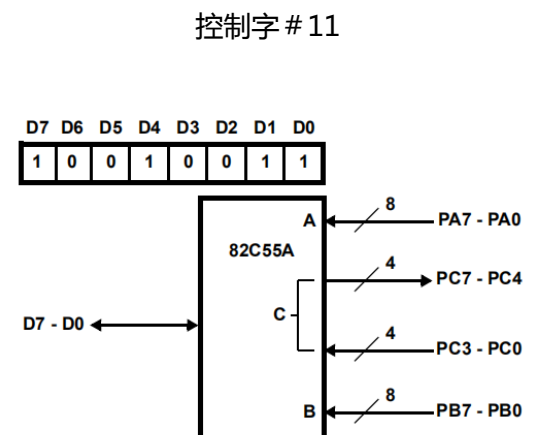 控制字＃11
D7 D6 D5 D4 D3 D2 D1 D0
1 0 0 1 0 0 1 1
8
A PA7 - PA0
82C55A
4
PC7 - PC4
C
D7 - D0
4
PC3 - PC0
8
B PB7 - PB0